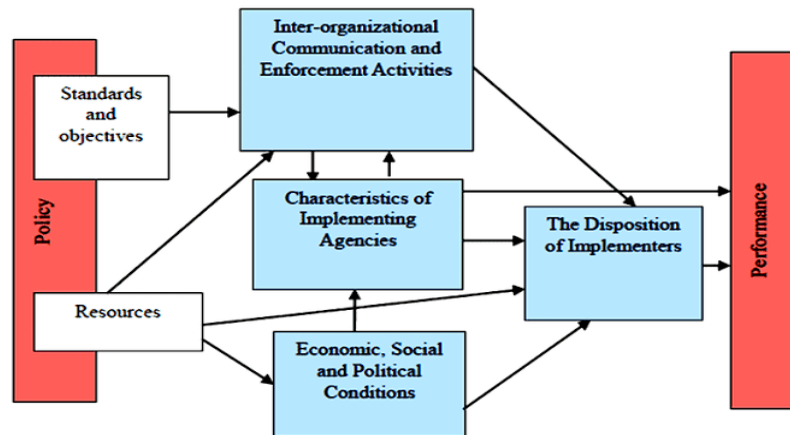 Inter-organizational
Communication and
Enforcement Activities
Standards
and
objectives
Policy
Characteristics of
Implementing
Agencies
The Disposition
of Implementers
Performance
Resources
Economic, Social
and Political
Conditions